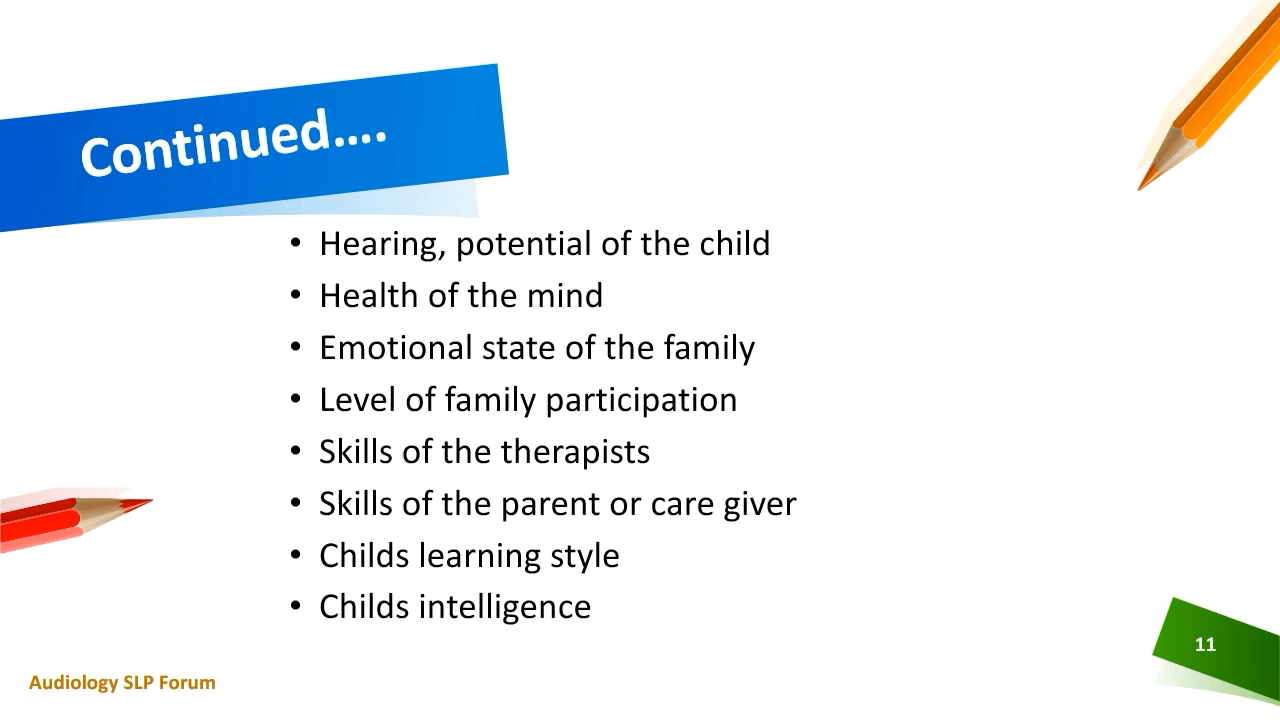 Continued....
• Hearing, potential of the child
• Health of the mind
• Emotional state of the family
• Level of family participation
• Skills of the therapists
• Skills of the parent or care giver
• Childs learning style
• Childs intelligence
11
Audiology SLP Forum